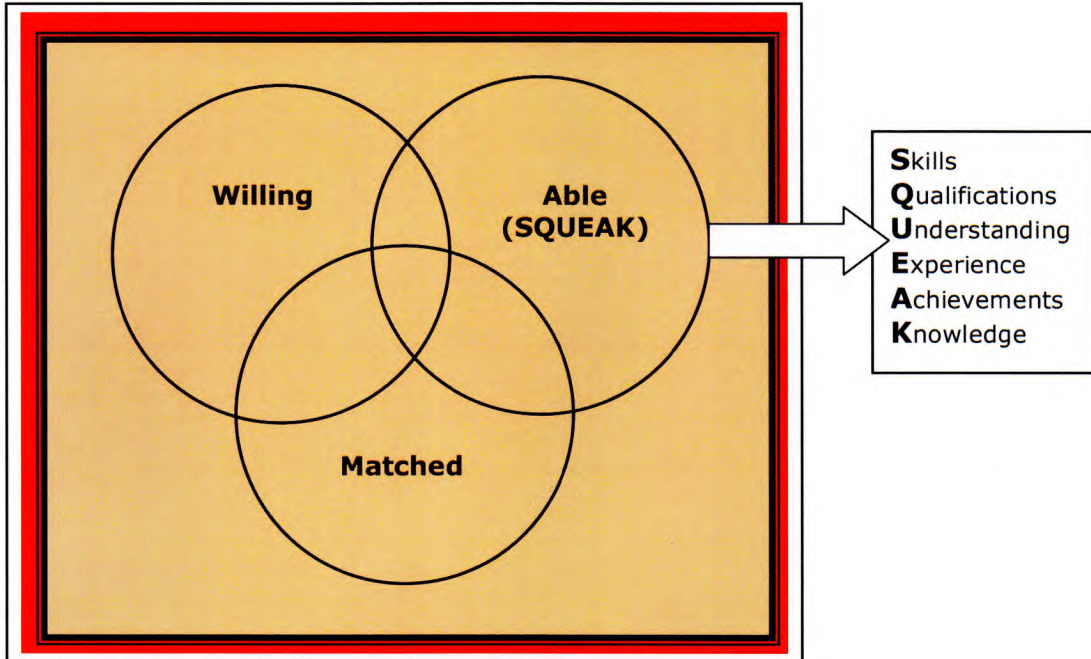 Willing
Able
(SQUEAK)
Matched
Skills
Qualifications
Understanding
Experience
Achievements
Knowledge